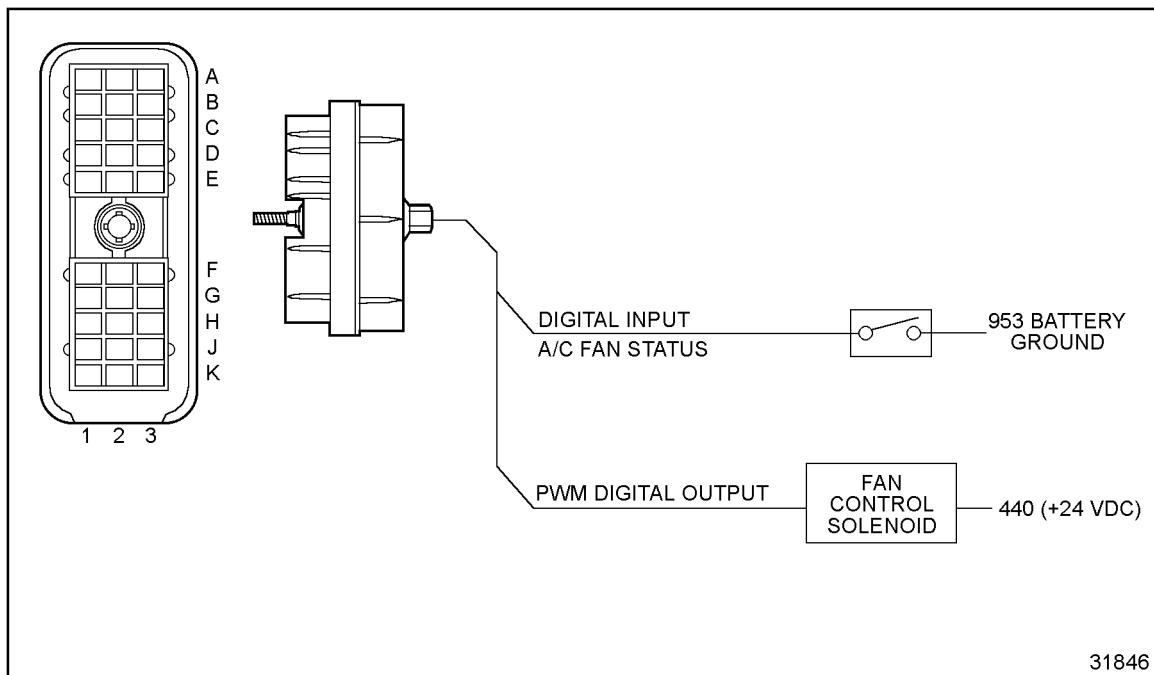 A
B
C
D
E
F
G
H
J
K
1 2 3
DIGITAL INPUT
A/C FAN STATUS
953 BATTERY
GROUND
PWM DIGITAL OUTPUT
FAN
CONTROL
SOLENOID
440 (+24 VDC)
31846